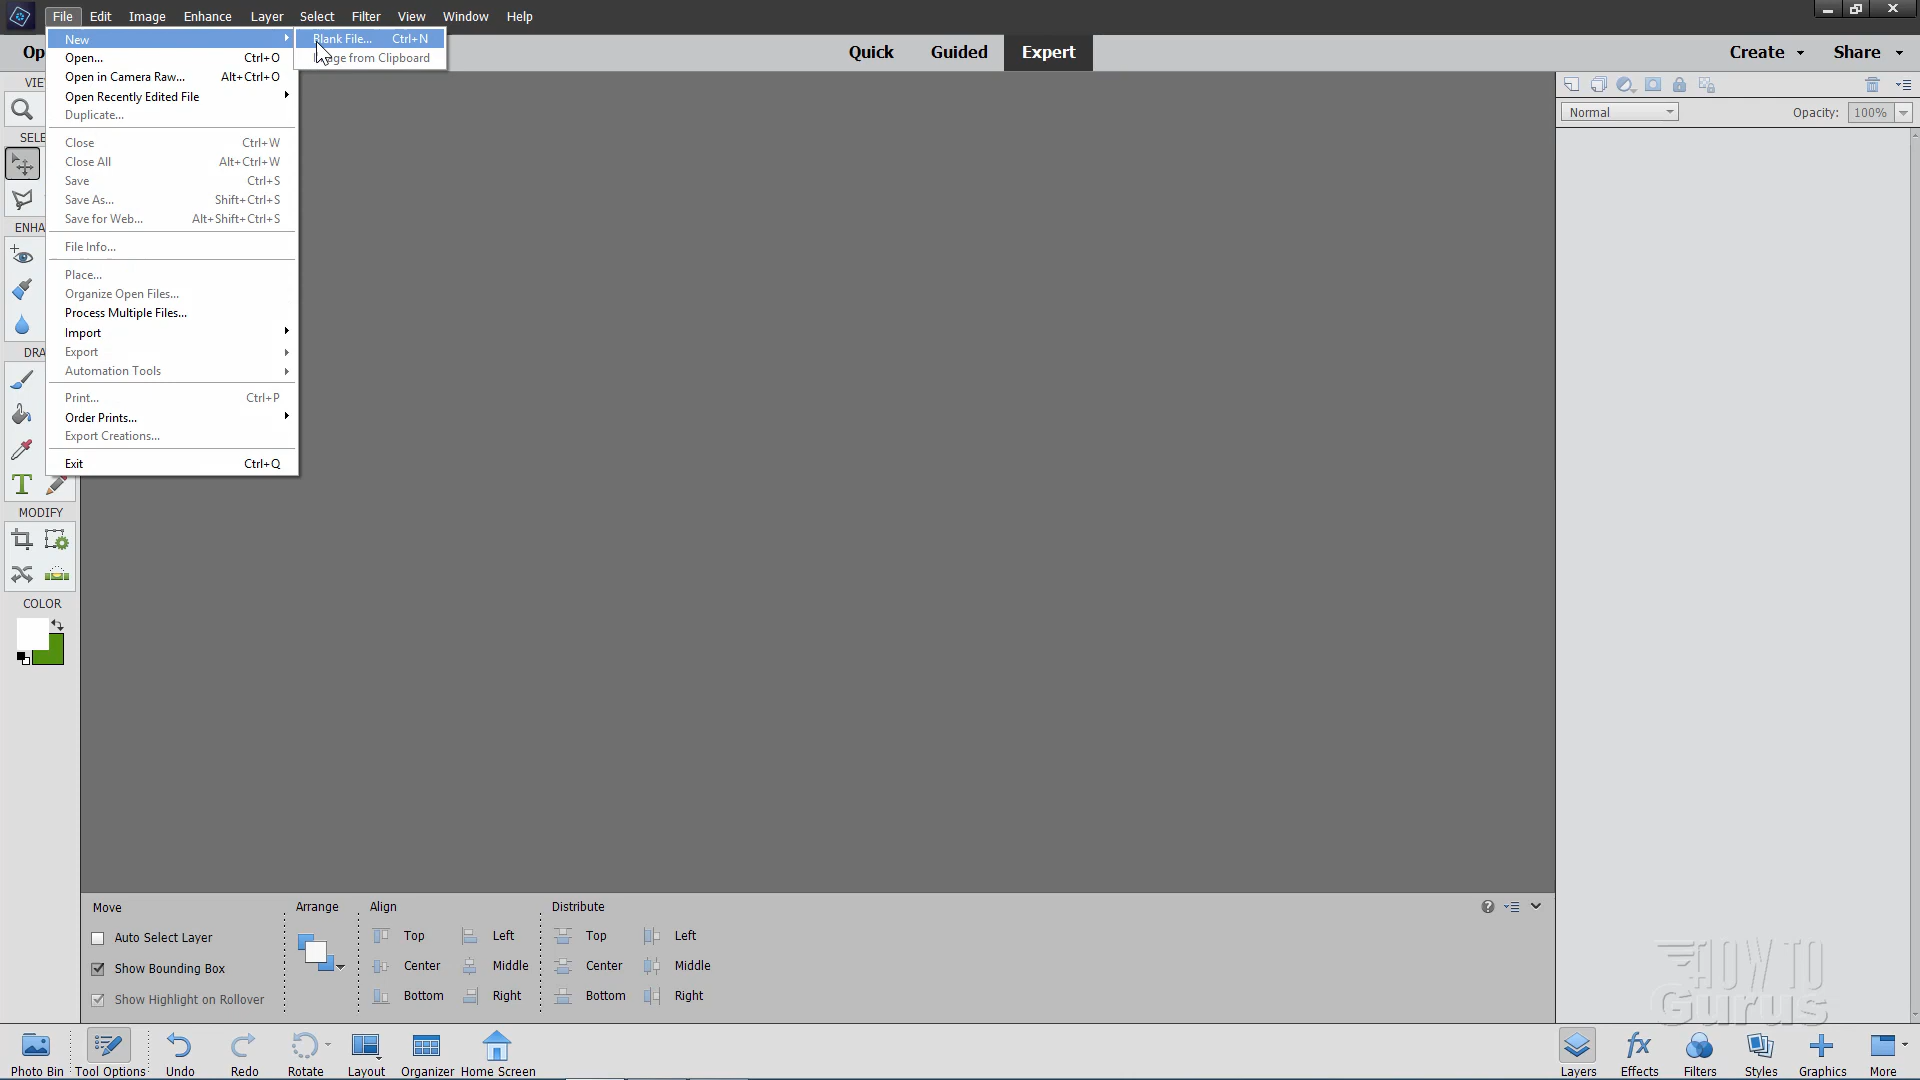 File Edit Image Enhance Layer Select Filter View Window Help
New
Blank File... Ctrl+N
Open... Ctrl+O
from Clipboard
Open in Camera Raw... Alt+Ctrl+O
Open Recently Edited File
Duplicate...
Close Ctrl+W
Close All Alt+Ctrl+W
Save Ctrl+S
Save As... Shift+Ctrl+S
Save for Web... Alt+Shift+Ctrl+S
File Info...
Place...
Organize Open Files...
Process Multiple Files...
Import
Export
Automation Tools
Print... Ctrl+P
Order Prints...
Export Creations...
Exit Ctrl+Q
Op
Quick Guided Expert
Create Share
VIE
SELE
ENHA
DRA
T
MODIFY
COLOR
Normal Opacity: 100%
Move
Auto Select Layer
Show Bounding Box
Show Highlight on Rollover
Arrange
Align
Top Left
Center Middle
Bottom Right
Distribute
Top Left
Center Middle
Bottom Right
HOW TO
Gurus
Photo Bin Tool Options Undo Redo Rotate Layout Organizer Home Screen
fx
Layers Effects Filters Styles Graphics More